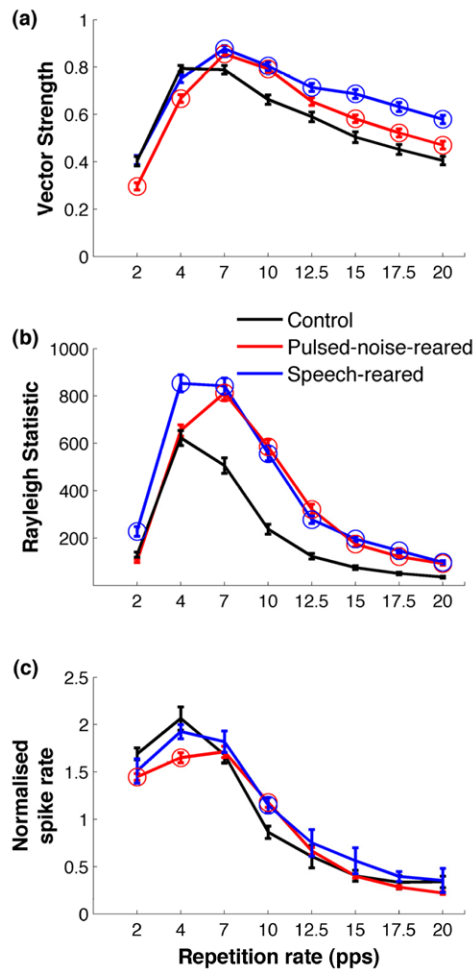 (a)
1
0.8
0.6
0.4
0.2
0
Vector Strength
2 4 7 10 12.5 15 17.5 20
(b)
Control
Pulsed-noise-reared
Speech-reared
1000
800
600
400
200
Rayleigh Statistic
2 4 7 10 12.5 15 17.5 20
(c)
2.5
2
1.5
1
0.5
0
Normalised
spike rate
2 4 7 10 12.5 15 17.5 20
Repetition rate (pps)